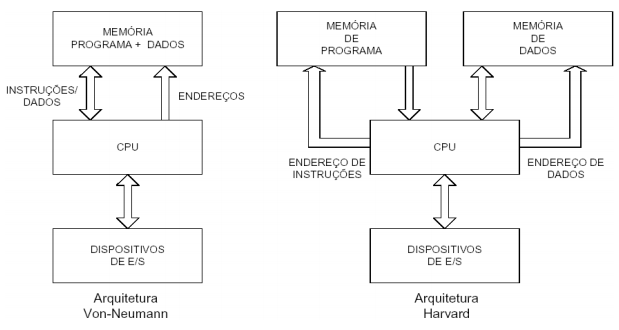 MEMÓRIA
PROGRAMA + DADOS
INSTRUÇÕES/
DADOS
ENDEREÇOS
CPU
DISPOSITIVOS
DE E/S
Arquitetura
Von-Neumann
MEMÓRIA
DE
PROGRAMA
MEMÓRIA
DE
DADOS
CPU
ENDEREÇO DE
INSTRUÇÕES
ENDEREÇO DE
DADOS
DISPOSITIVOS
DE E/S
Arquitetura
Harvard